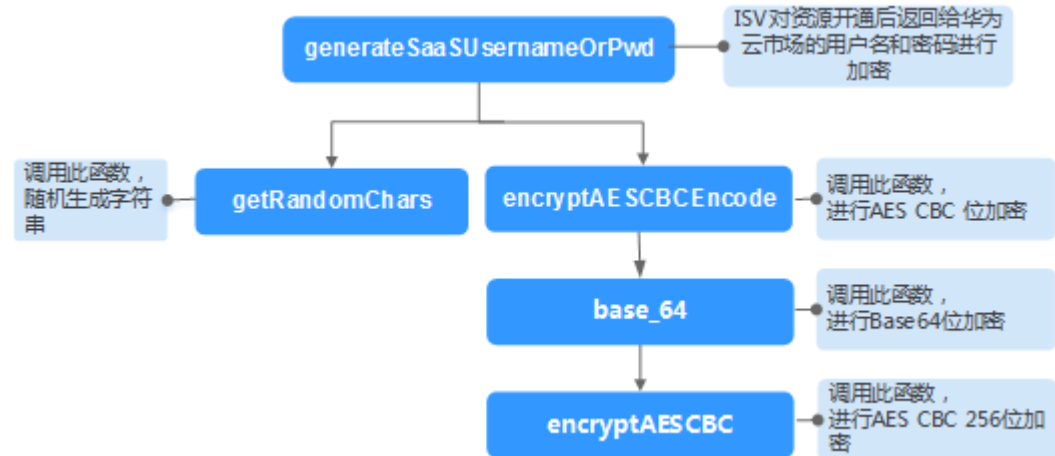 generateSaaSUsernameOrPwd
ISV对资源开通后返回给华为
云市场的用户名和密码进行
加密
调用此函数，
随机生成字符
串
getRandomChars
encryptAESCBCEncode
调用此函数，
进行AES CBC 位加密
base_64
调用此函数，
进行Base64位加密
encryptAESCBC
调用此函数，
进行AES CBC 256位加
密